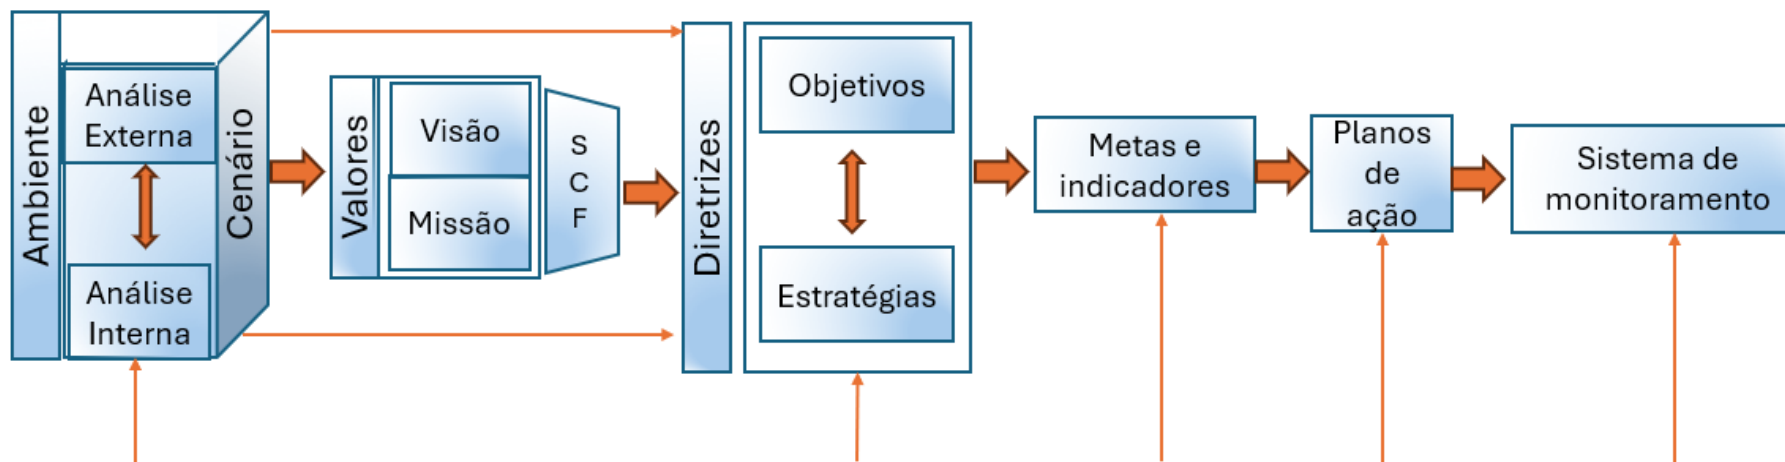 Ambiente
Análise
Externa
Análise
Interna
Cenário
Valores
Visão
Missão
S
C
F
Diretrizes
Objetivos
Estratégias
Metas e
indicadores
Planos
de
ação
Sistema de
monitoramento